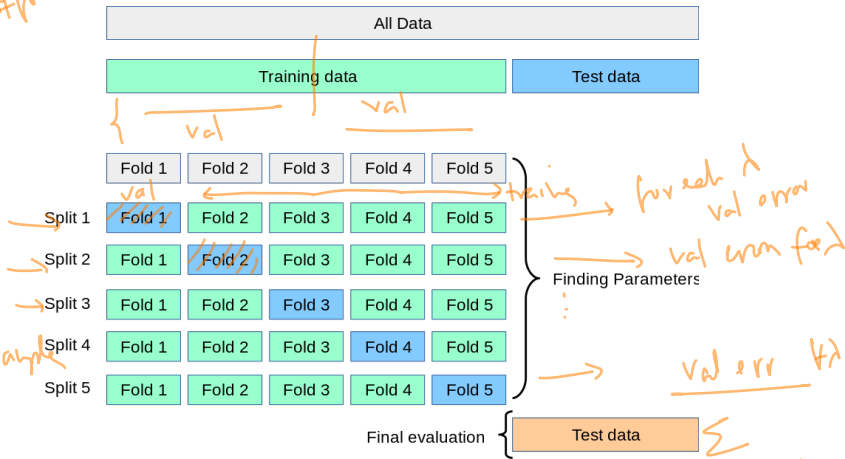 All Data
Training data Test data
val val
Fold 1 Fold 2 Fold 3 Fold 4 Fold 5
val training for each λ
Split 1 Fold 1 Fold 2 Fold 3 Fold 4 Fold 5 val error
Split 2 Fold 1 Fold 2 Fold 3 Fold 4 Fold 5 val error for λ
Finding Parameters
Split 3 Fold 1 Fold 2 Fold 3 Fold 4 Fold 5
Split 4 Fold 1 Fold 2 Fold 3 Fold 4 Fold 5
val err ∀λ
Split 5 Fold 1 Fold 2 Fold 3 Fold 4 Fold 5
Final evaluation Test data Σ